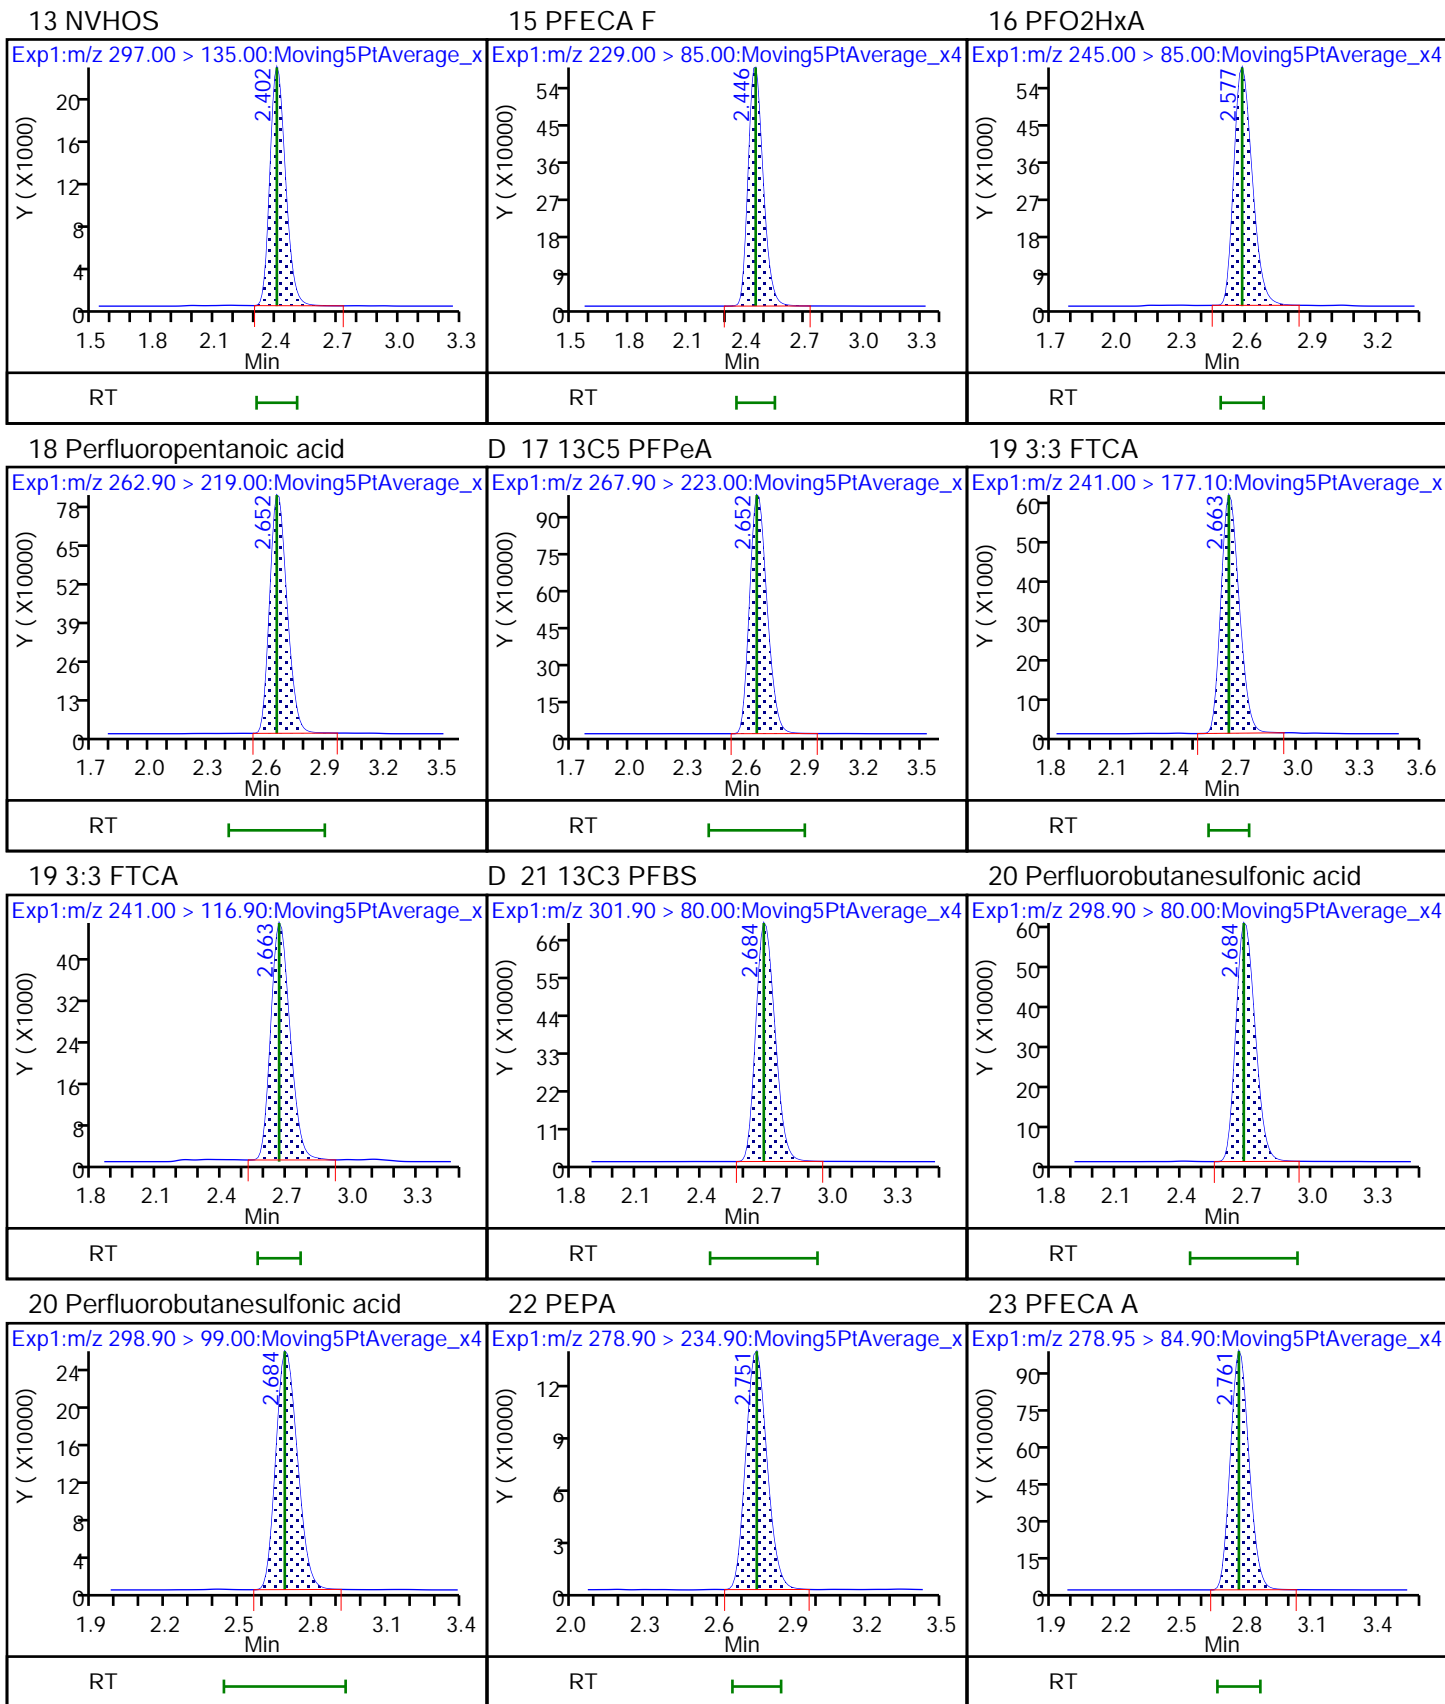 13 NVHOS
Exp1:m/z 297.00 > 135.00:Moving5PtAverage_x
Y ( X1000)
20
16
12
8
4
0
2.402
1.5 1.8 2.1 2.4 2.7 3.0 3.3
Min
RT
15 PFECA F
Exp1:m/z 229.00 > 85.00:Moving5PtAverage_x4
Y ( X10000)
54
45
36
27
18
9
0
2.446
1.5 1.8 2.1 2.4 2.7 3.0 3.3
Min
RT
16 PFO2HxA
Exp1:m/z 245.00 > 85.00:Moving5PtAverage_x4
Y ( X1000)
54
45
36
27
18
9
0
2.577
1.7 2.0 2.3 2.6 2.9 3.2
Min
RT
18 Perfluoropentanoic acid
Exp1:m/z 262.90 > 219.00:Moving5PtAverage_x
Y ( X10000)
78
65
52
39
26
13
0
2.652
1.7 2.0 2.3 2.6 2.9 3.2 3.5
Min
RT
D 17 13C5 PFPeA
Exp1:m/z 267.90 > 223.00:Moving5PtAverage_x
Y ( X10000)
90
75
60
45
30
15
0
2.652
1.7 2.0 2.3 2.6 2.9 3.2 3.5
Min
RT
19 3:3 FTCA
Exp1:m/z 241.00 > 177.10:Moving5PtAverage_x
Y ( X1000)
60
50
40
30
20
10
0
2.663
1.8 2.1 2.4 2.7 3.0 3.3 3.6
Min
RT
19 3:3 FTCA
Exp1:m/z 241.00 > 116.90:Moving5PtAverage_x
Y ( X1000)
40
32
24
16
8
0
2.663
1.8 2.1 2.4 2.7 3.0 3.3
Min
RT
D 21 13C3 PFBS
Exp1:m/z 301.90 > 80.00:Moving5PtAverage_x4
Y ( X10000)
66
55
44
33
22
11
0
2.684
1.8 2.1 2.4 2.7 3.0 3.3
Min
RT
20 Perfluorobutanesulfonic acid
Exp1:m/z 298.90 > 80.00:Moving5PtAverage_x4
Y ( X10000)
60
50
40
30
20
10
0
2.684
1.8 2.1 2.4 2.7 3.0 3.3
Min
RT
20 Perfluorobutanesulfonic acid
Exp1:m/z 298.90 > 99.00:Moving5PtAverage_x4
Y ( X10000)
24
20
16
12
8
4
0
2.684
1.9 2.2 2.5 2.8 3.1 3.4
Min
RT
22 PEPA
Exp1:m/z 278.90 > 234.90:Moving5PtAverage_x
Y ( X10000)
12
9
6
3
0
2.751
2.0 2.3 2.6 2.9 3.2 3.5
Min
RT
23 PFECA A
Exp1:m/z 278.95 > 84.90:Moving5PtAverage_x4
Y ( X10000)
90
75
60
45
30
15
0
2.761
1.9 2.2 2.5 2.8 3.1 3.4
Min
RT